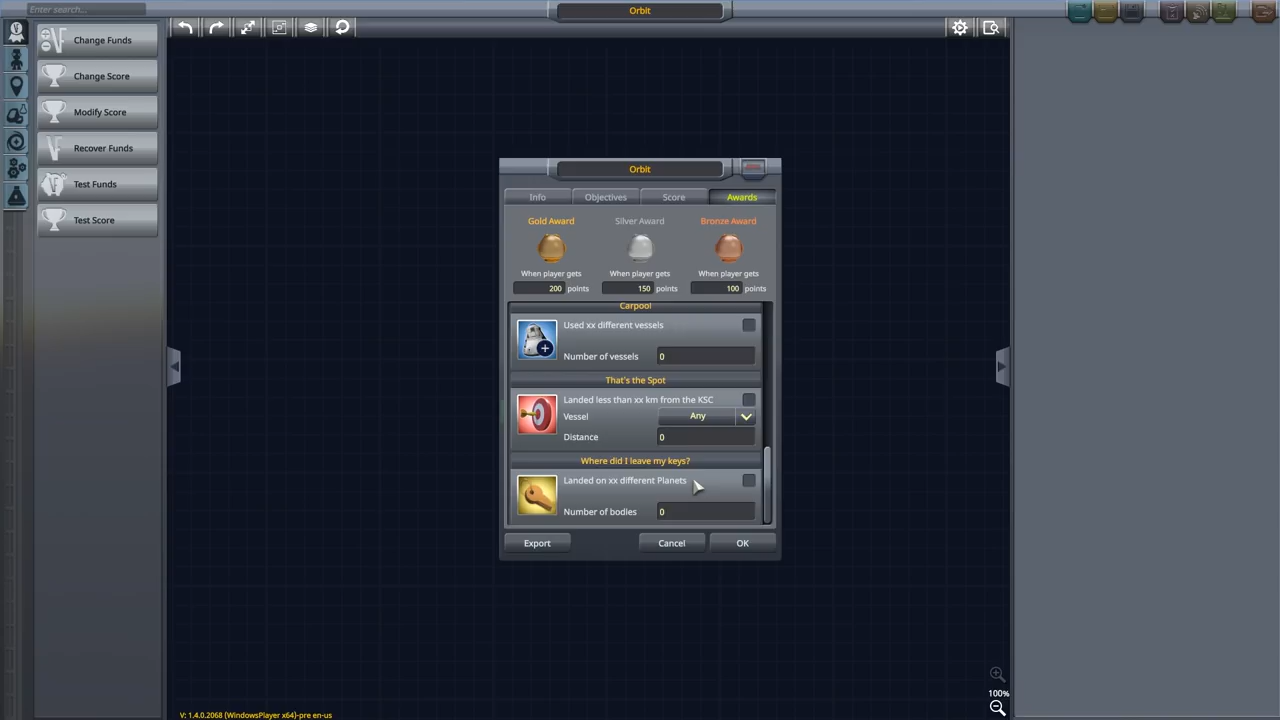 Enter search...
Orbit
Change Funds
Change Score
Modify Score
Recover Funds
Test Funds
Test Score
Orbit
Info Objectives Score Awards
Gold Award Silver Award Bronze Award
When player gets When player gets When player gets
200 points 150 points 100 points
Carpool
Used xx different vessels
Number of vessels 0
That's the Spot
Landed less than xx km from the KSC
Vessel Any
Distance 0
Where did I leave my keys?
Landed on xx different Planets
Number of bodies 0
Export Cancel OK
100%
V: 1.4.0.2068 (WindowsPlayer x64)-pre en-us